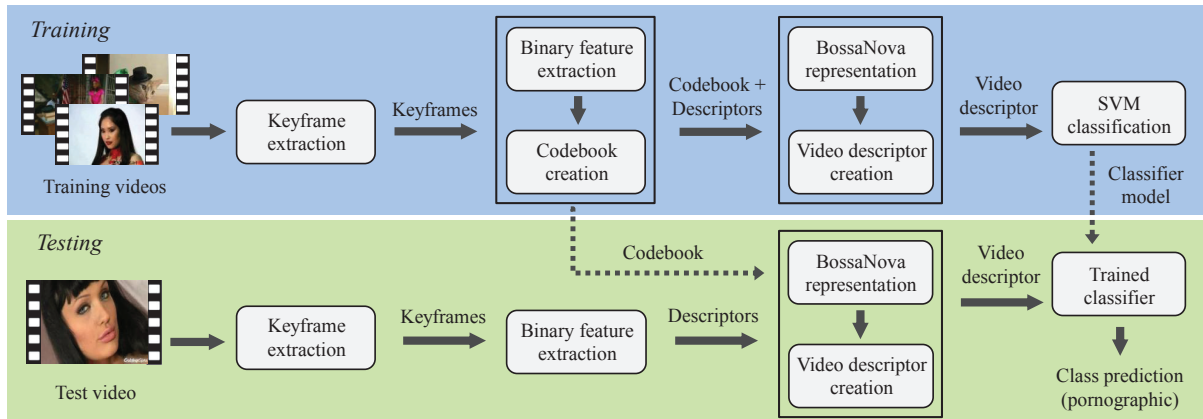 Training
Training videos
Keyframe
extraction
Keyframes
Binary feature
extraction
Codebook
creation
Codebook +
Descriptors
BossaNova
representation
Video descriptor
creation
Video
descriptor
SVM
classification
Classifier
model
Testing
Test video
Keyframe
extraction
Keyframes
Binary feature
extraction
Codebook
Descriptors
BossaNova
representation
Video descriptor
creation
Video
descriptor
Trained
classifier
Class prediction
(pornographic)